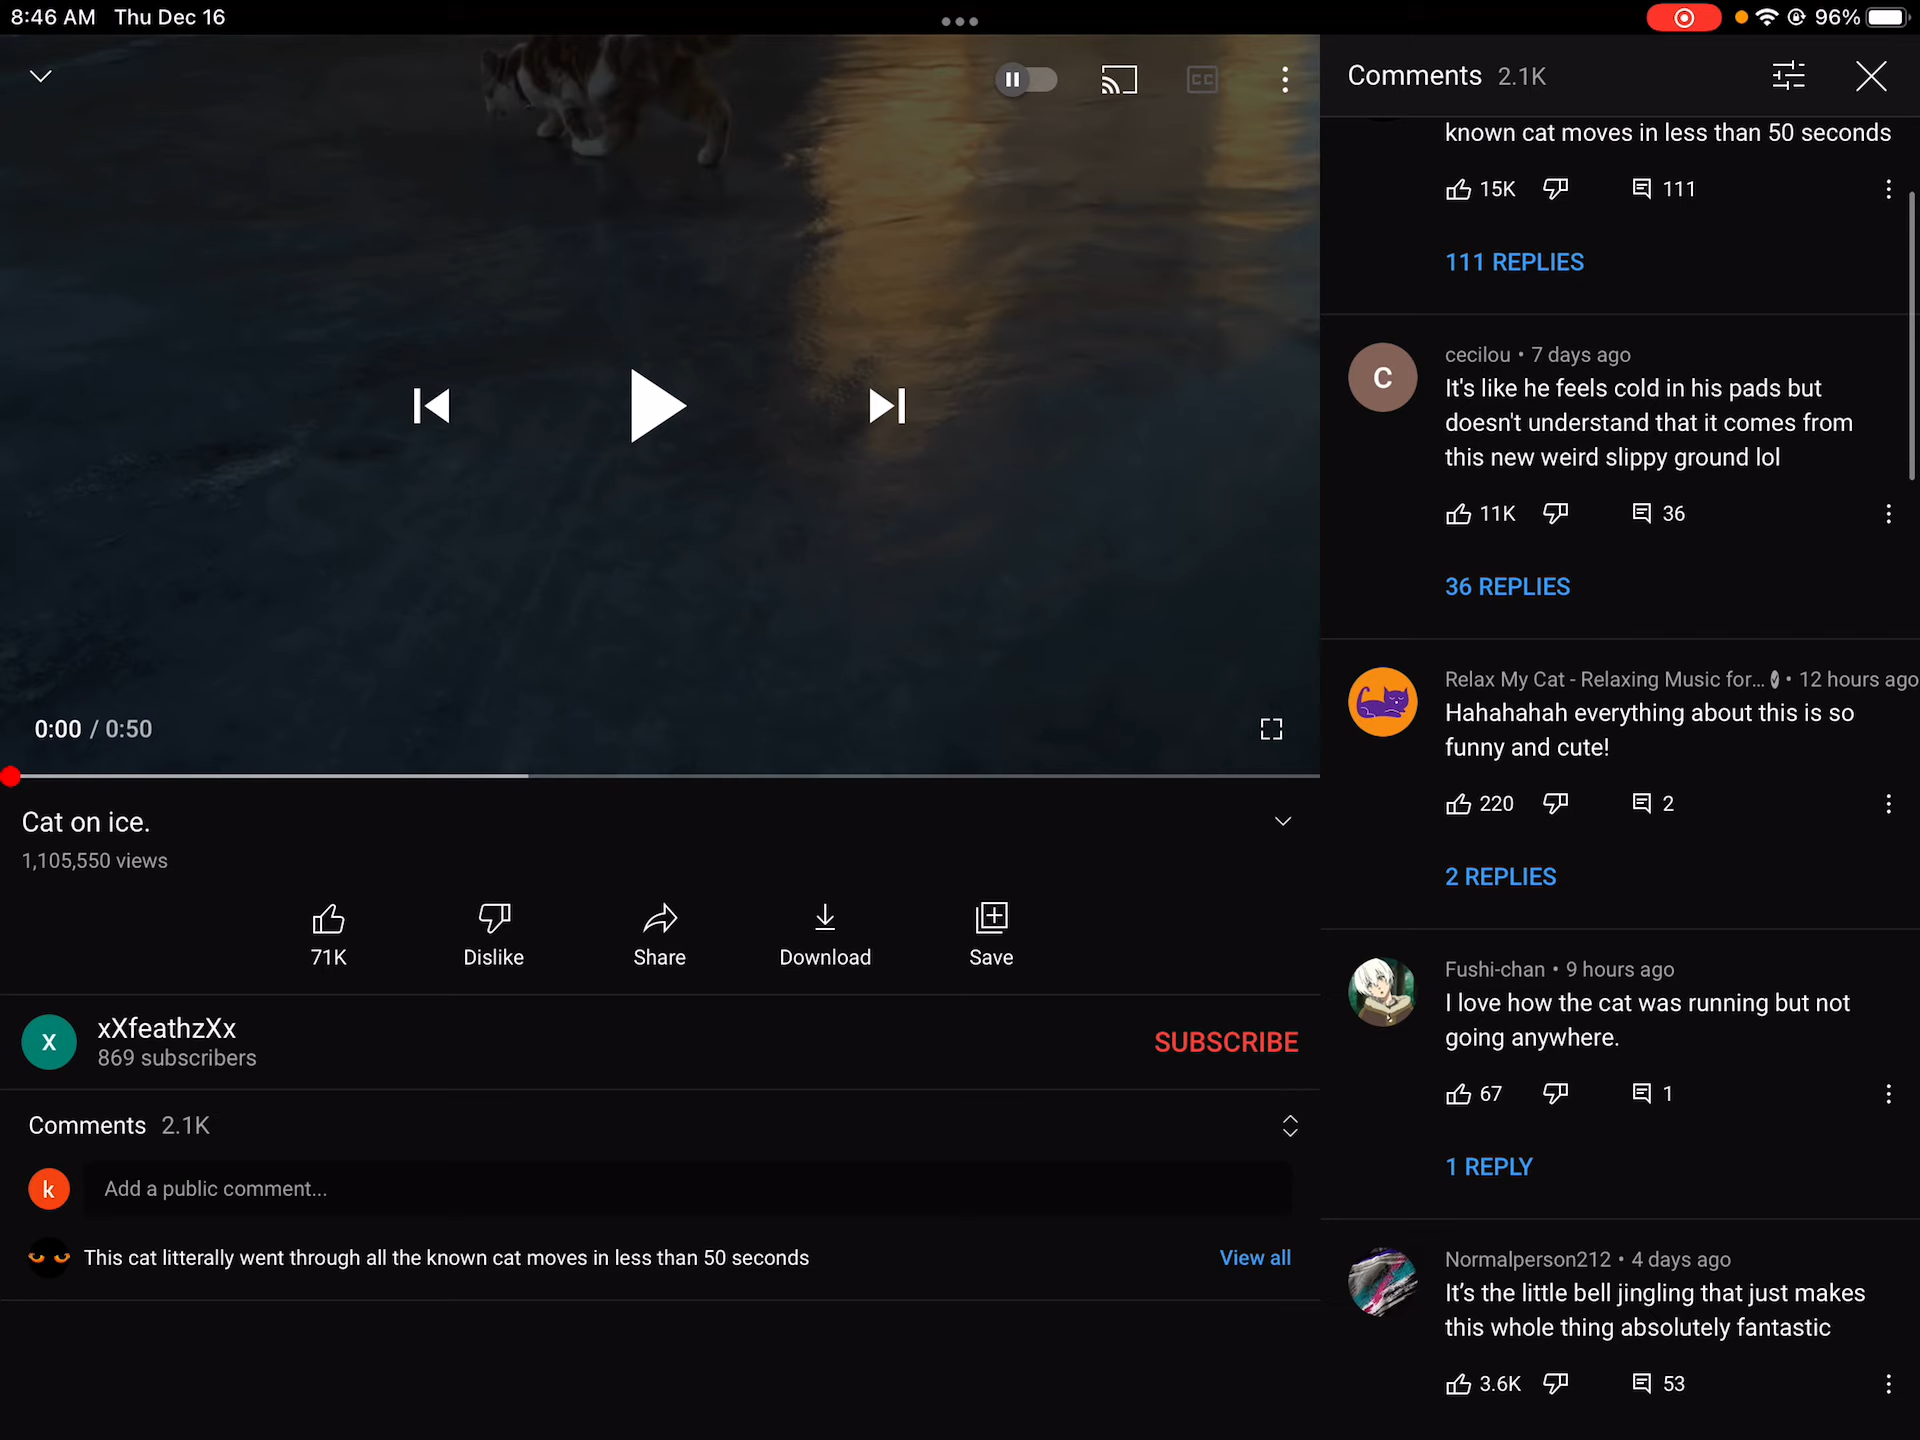 8:46 AM Thu Dec 16
96%
CC
0:00 / 0:50
Cat on ice.
1,105,550 views
71K
Dislike
Share
Download
Save
X
xXfeathzXx
869 subscribers
SUBSCRIBE
Comments 2.1K
k
Add a public comment...
This cat litterally went through all the known cat moves in less than 50 seconds
View all
Comments 2.1K
known cat moves in less than 50 seconds
15K 111
111 REPLIES
C
cecilou • 7 days ago
It's like he feels cold in his pads but
doesn't understand that it comes from
this new weird slippy ground lol
11K 36
36 REPLIES
Relax My Cat - Relaxing Music for... • 12 hours ago
Hahahahah everything about this is so
funny and cute!
220 2
2 REPLIES
Fushi-chan • 9 hours ago
I love how the cat was running but not
going anywhere.
67 1
1 REPLY
Normalperson212 • 4 days ago
It’s the little bell jingling that just makes
this whole thing absolutely fantastic
3.6K 53